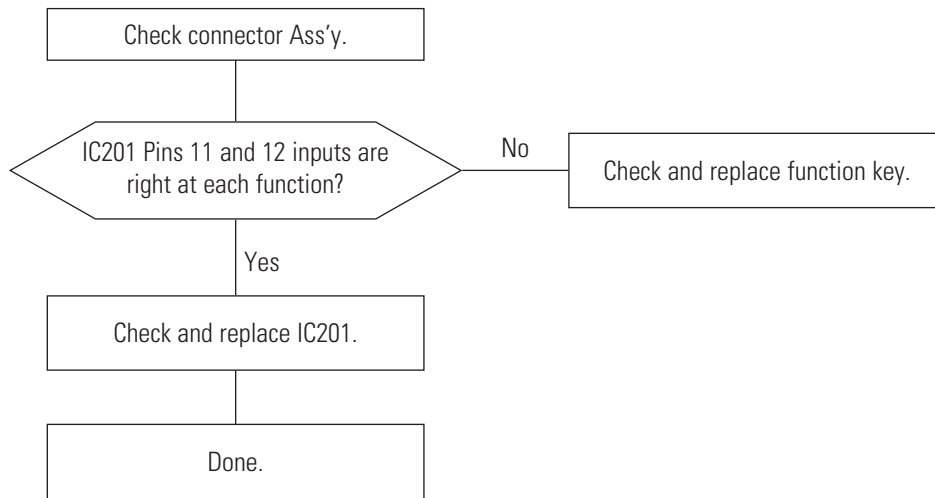 Check connector Ass’y.
IC201 Pins 11 and 12 inputs are
right at each function?
No
Check and replace function key.
Yes
Check and replace IC201.
Done.